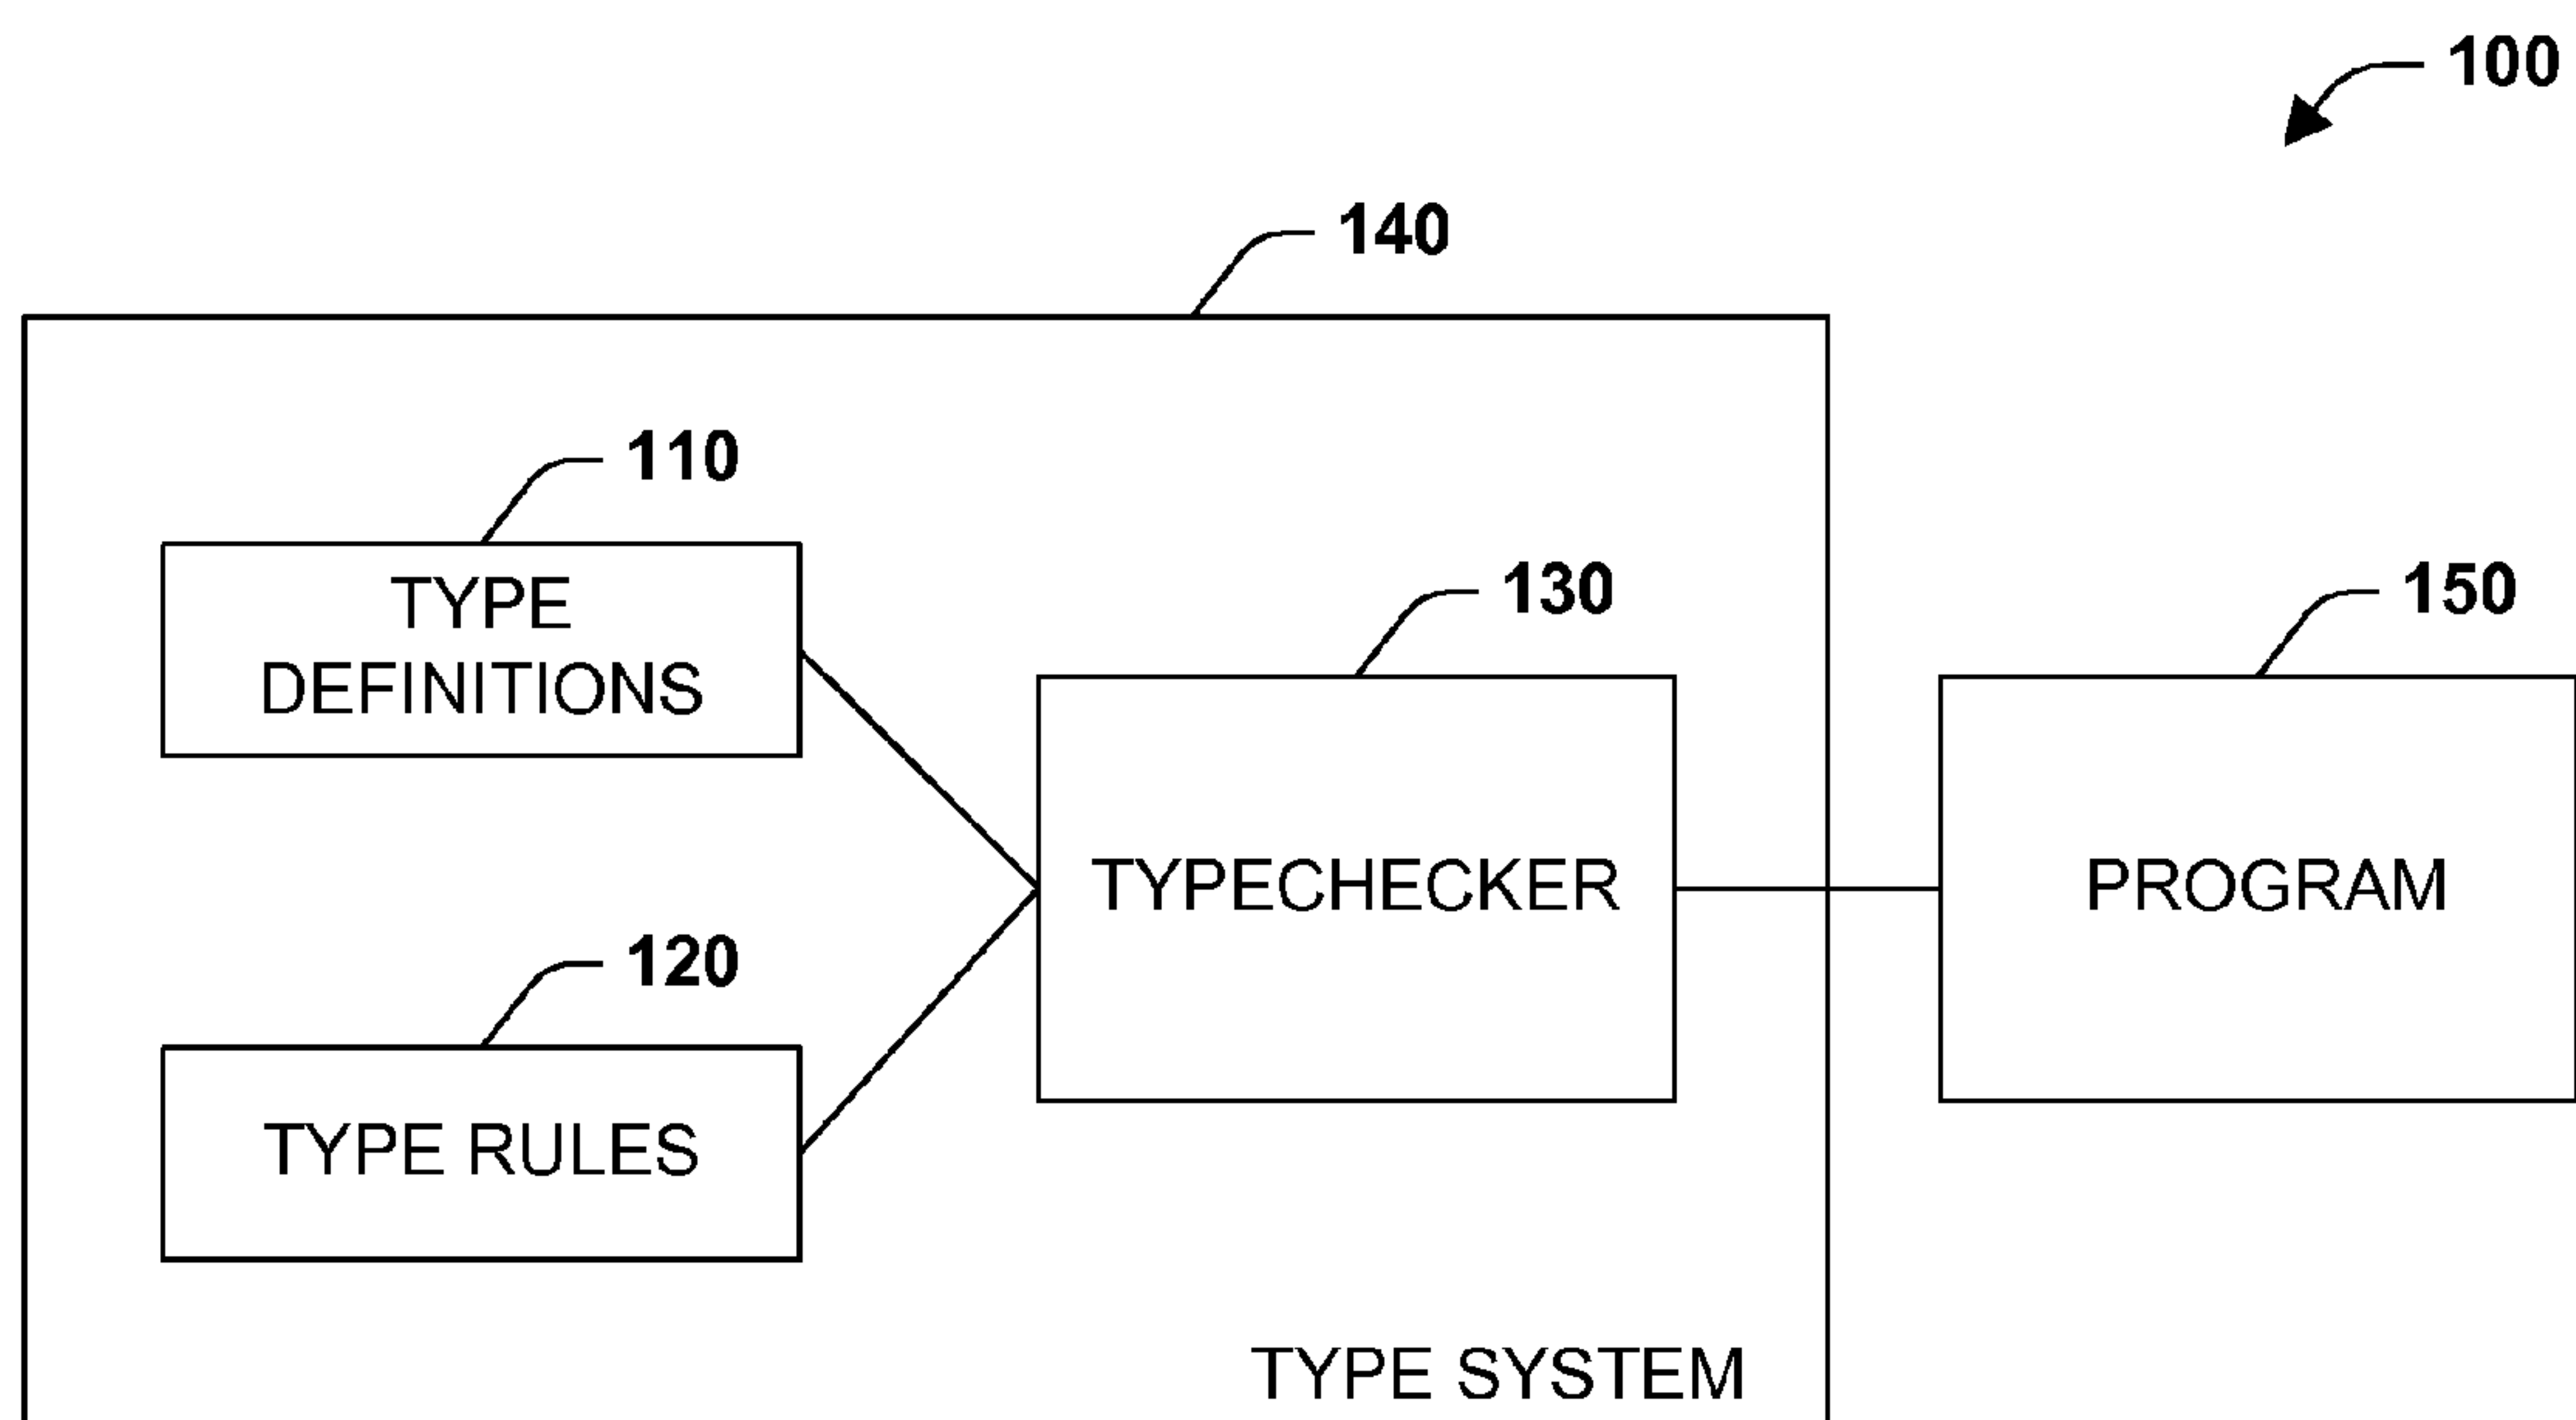 100
140
110
TYPE
DEFINITIONS
130
150
TYPECHECKER
PROGRAM
120
TYPE RULES
TYPE SYSTEM